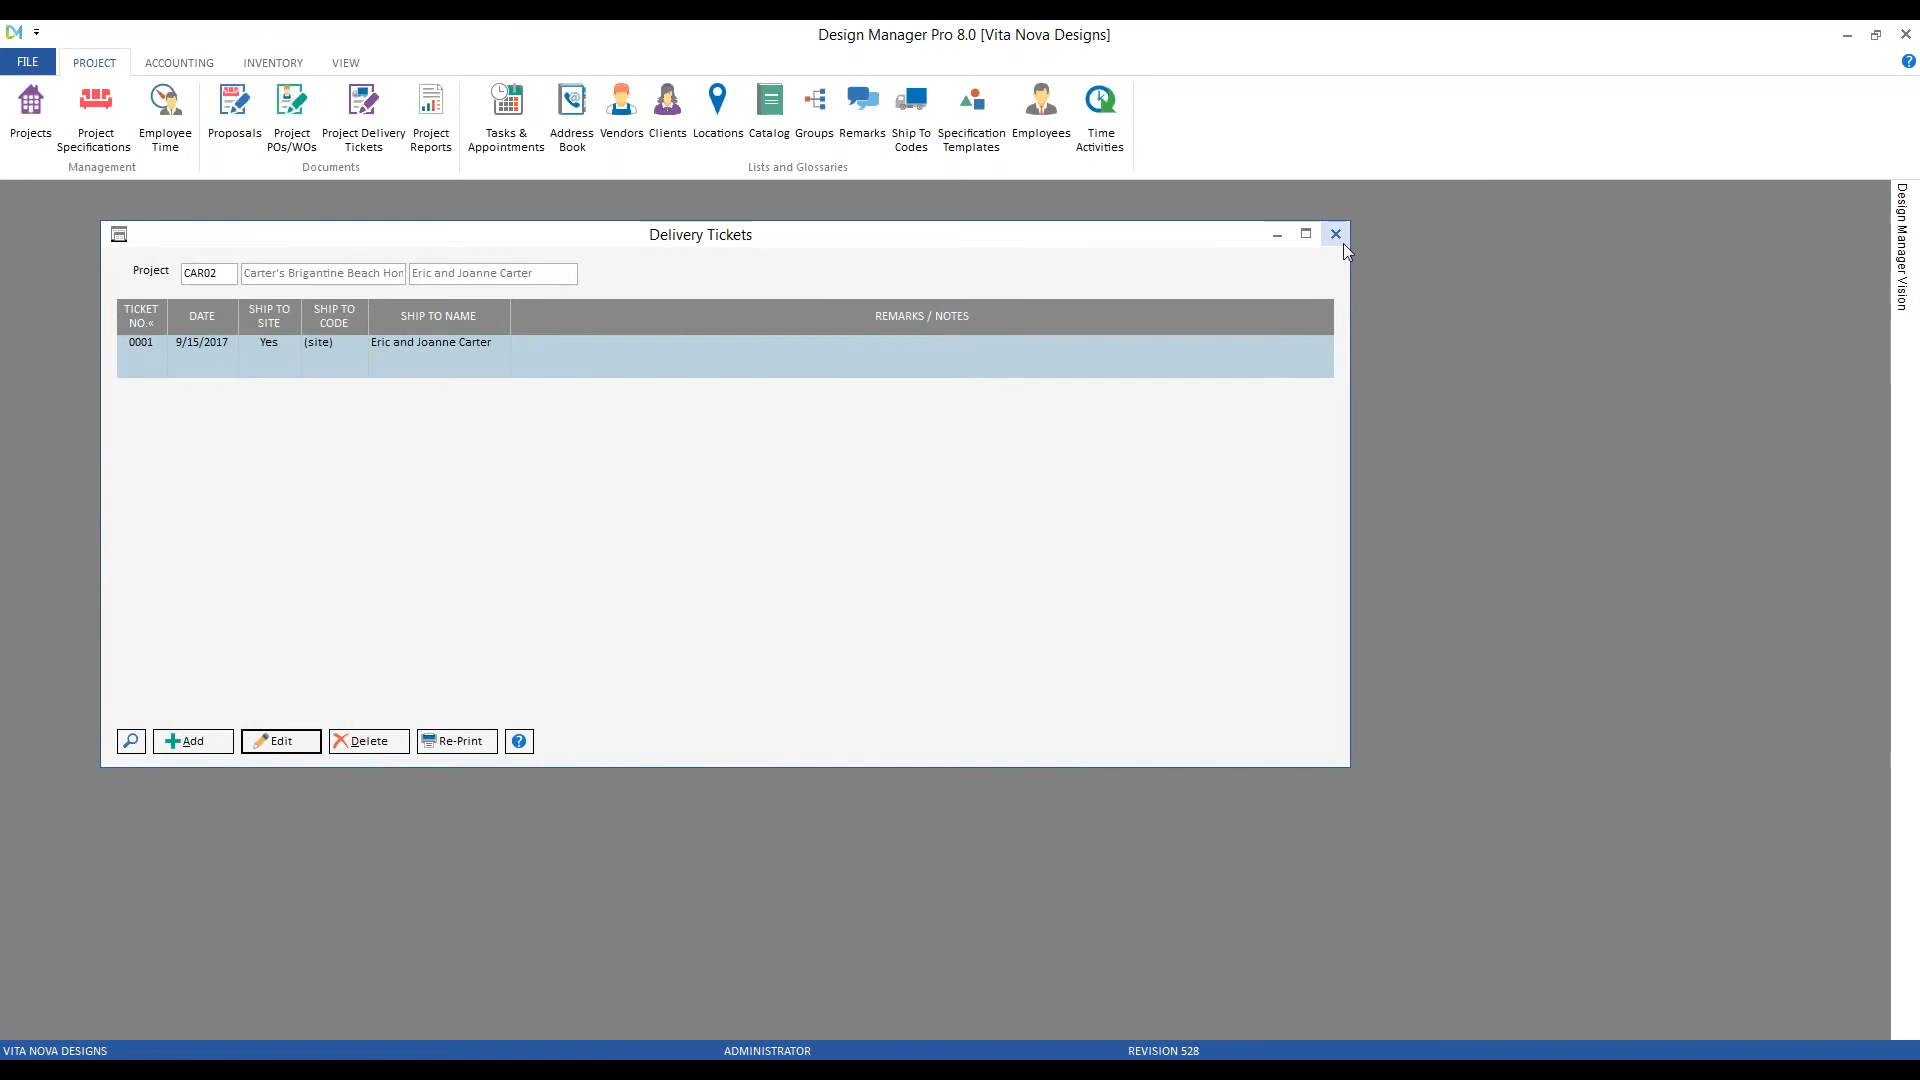 Design Manager Pro 8.0 [Vita Nova Designs]
FILE PROJECT ACCOUNTING INVENTORY VIEW
Projects
Project Specifications
Employee Time
Management
Proposals
Project POs/WOs
Project Delivery Tickets
Project Reports
Documents
Tasks & Appointments
Address Book
Vendors
Clients
Locations
Catalog
Groups
Remarks
Ship To Codes
Specification Templates
Employees
Time Activities
Lists and Glossaries
Design Manager Vision
Delivery Tickets
Project CAR02 Carter's Brigantine Beach Hom Eric and Joanne Carter
TICKET NO.« DATE SHIP TO SITE SHIP TO CODE SHIP TO NAME REMARKS / NOTES
0001 9/15/2017 Yes (site) Eric and Joanne Carter
Add Edit Delete Re-Print
VITA NOVA DESIGNS ADMINISTRATOR REVISION 528